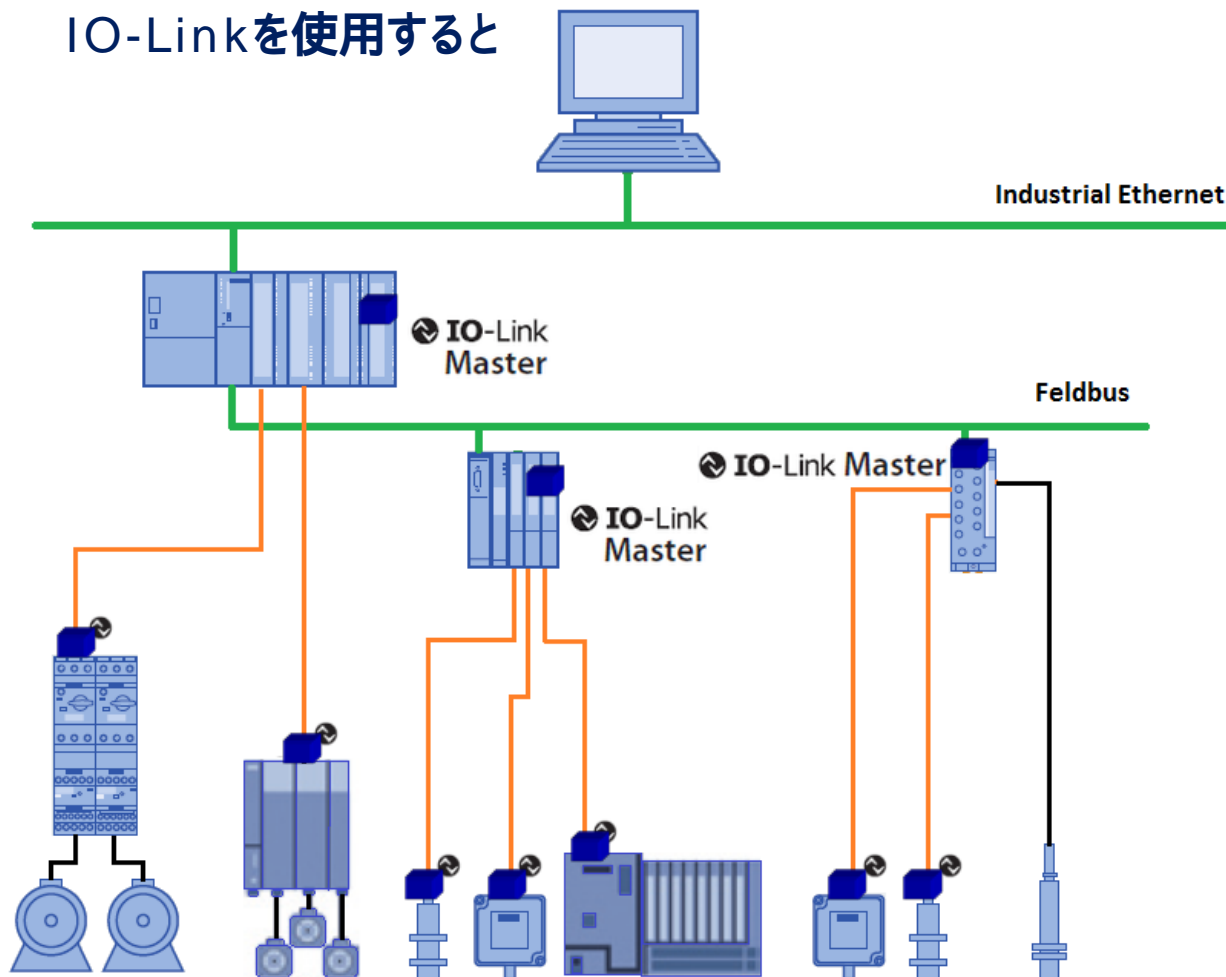 IO-Linkを使用すると
Industrial Ethernet
IO-Link
Master
Feldbus
IO-Link Master
IO-Link
Master